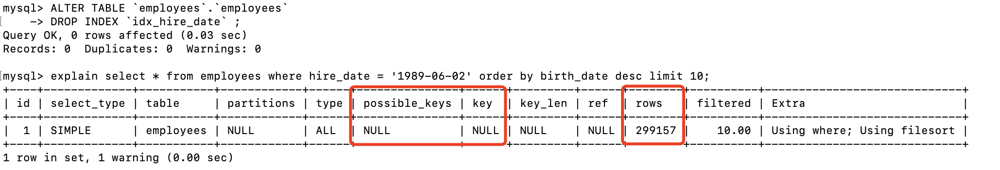 mysql> ALTER TABLE `employees`.`employees`
    -> DROP INDEX `idx_hire_date` ;
Query OK, 0 rows affected (0.03 sec)
Records: 0  Duplicates: 0  Warnings: 0

mysql> explain select * from employees where hire_date = '1989-06-02' order by birth_date desc limit 10;
+----+-------------+-----------+------------+------+---------------+------+---------+------+--------+----------+-----------------------------+
| id | select_type | table     | partitions | type | possible_keys | key  | key_len | ref  | rows   | filtered | Extra                       |
+----+-------------+-----------+------------+------+---------------+------+---------+------+--------+----------+-----------------------------+
|  1 | SIMPLE      | employees | NULL       | ALL  | NULL          | NULL | NULL    | NULL | 299157 |    10.00 | Using where; Using filesort |
+----+-------------+-----------+------------+------+---------------+------+---------+------+--------+----------+-----------------------------+
1 row in set, 1 warning (0.00 sec)